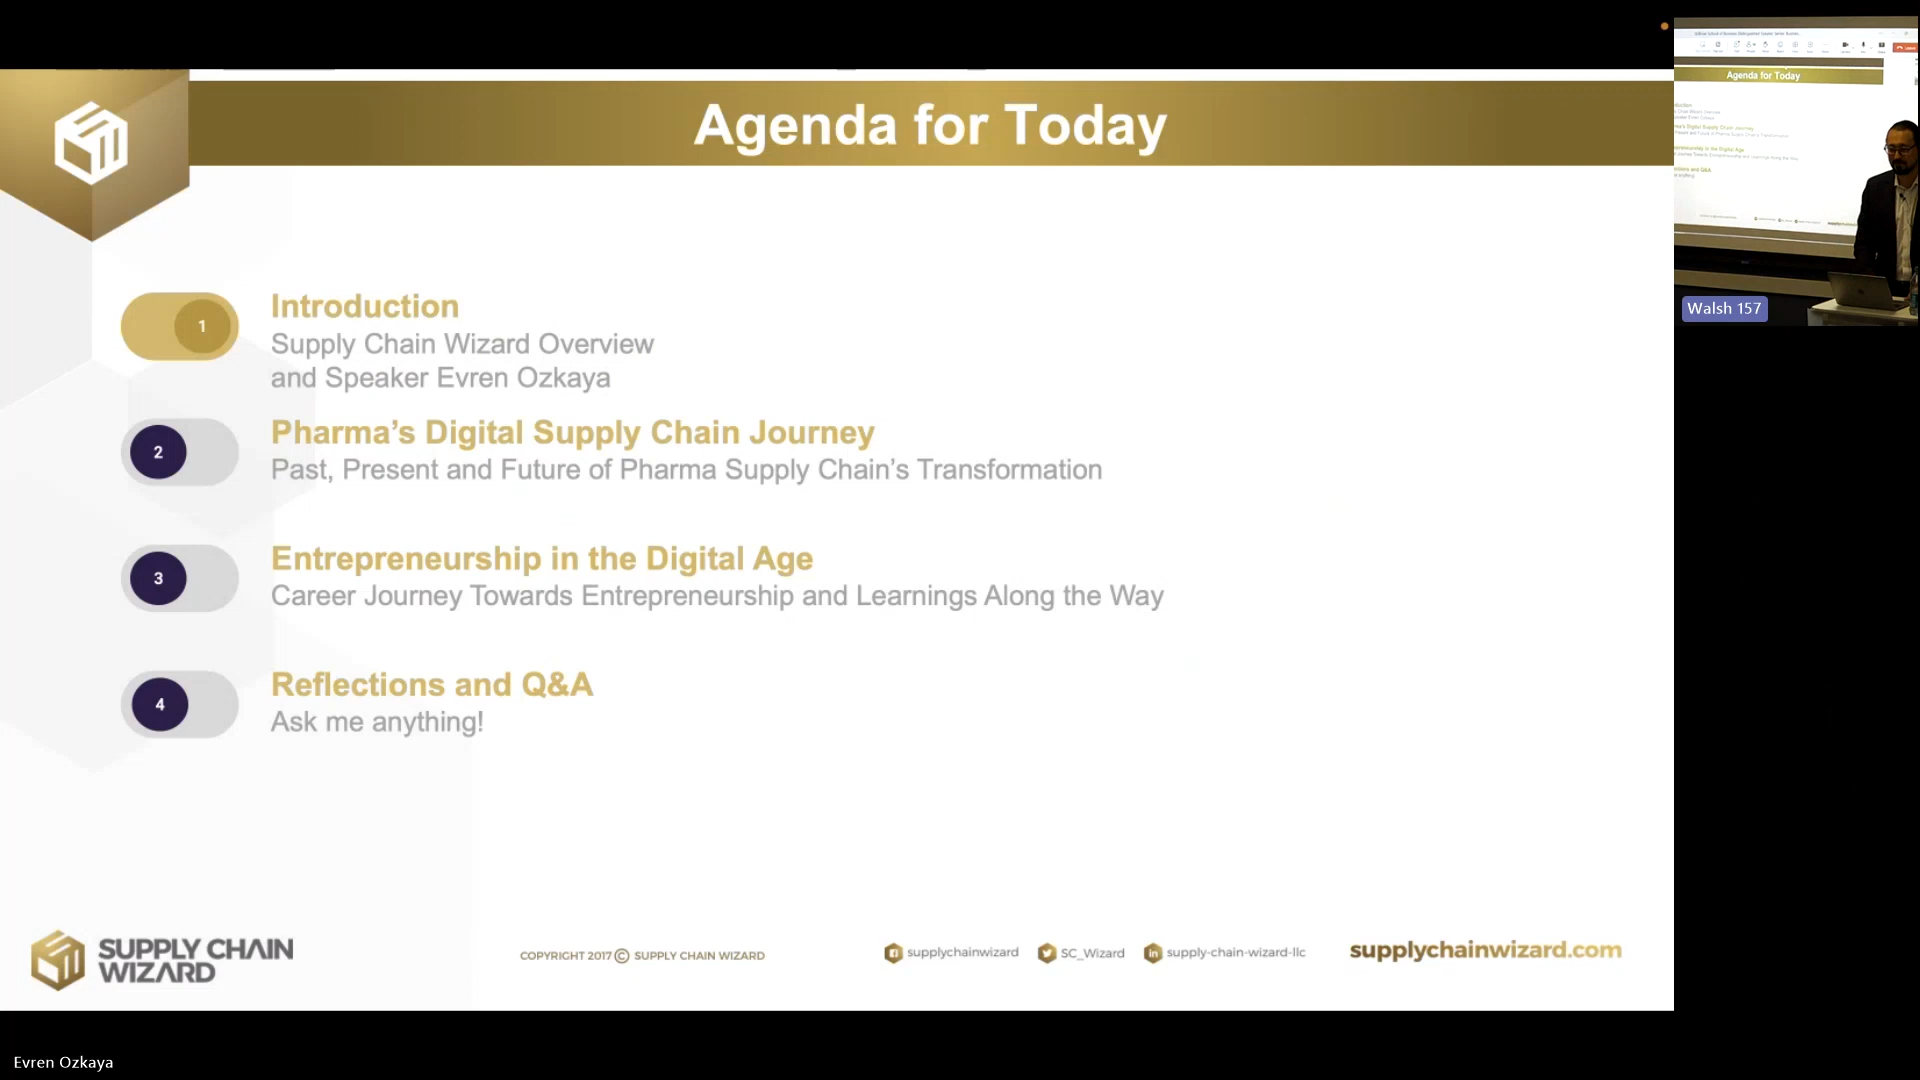 Agenda for Today
1
Introduction
Supply Chain Wizard Overview
and Speaker Evren Ozkaya
2
Pharma's Digital Supply Chain Journey
Past, Present and Future of Pharma Supply Chain's Transformation
3
Entrepreneurship in the Digital Age
Career Journey Towards Entrepreneurship and Learnings Along the Way
4
Reflections and Q&A
Ask me anything!
SUPPLY CHAIN
WIZARD
COPYRIGHT 2017 © SUPPLY CHAIN WIZARD
supplychainwizard
SC_Wizard
supply-chain-wizard-llc
supplychainwizard.com
Agenda for Today
Walsh 157
Evren Ozkaya